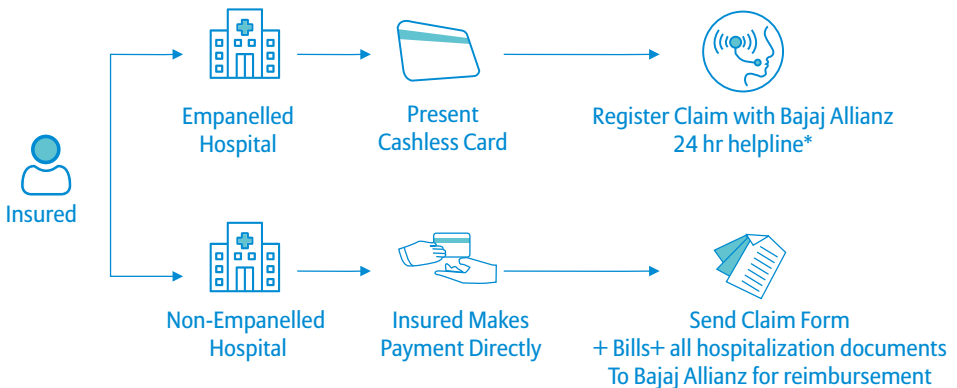 Insured
Empanelled
Hospital
Present
Cashless Card
Register Claim with Bajaj Allianz
24 hr helpline*
Non-Empanelled
Hospital
Insured Makes
Payment Directly
Send Claim Form
+ Bills+ all hospitalization documents
To Bajaj Allianz for reimbursement